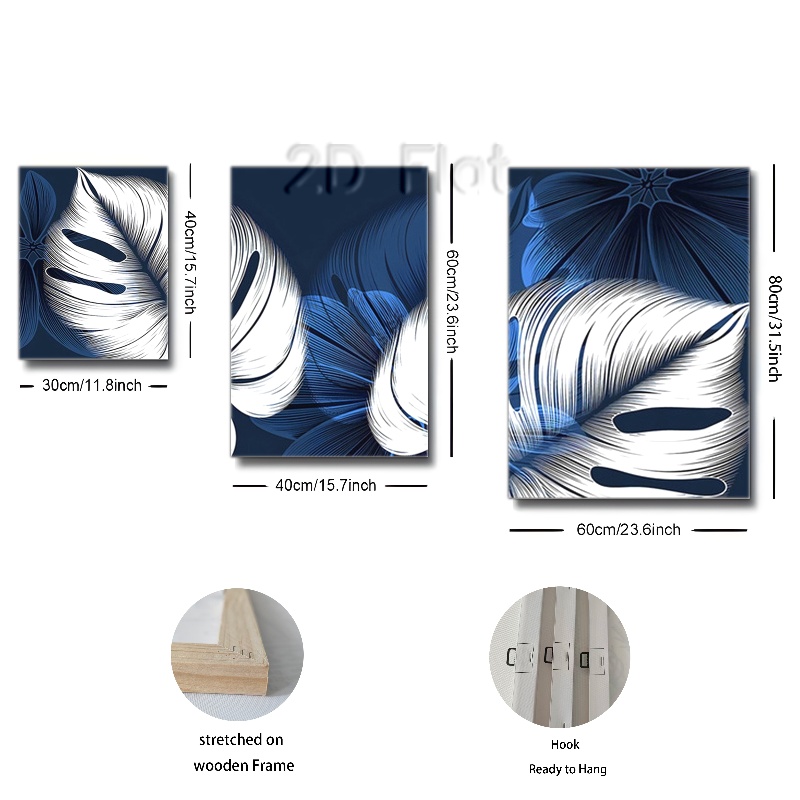 2D Flat
40cm/15.7inch
30cm/11.8inch
60cm/23.6inch
40cm/15.7inch
80cm/31.5inch
60cm/23.6inch
stretched on
wooden Frame
Hook
Ready to Hang